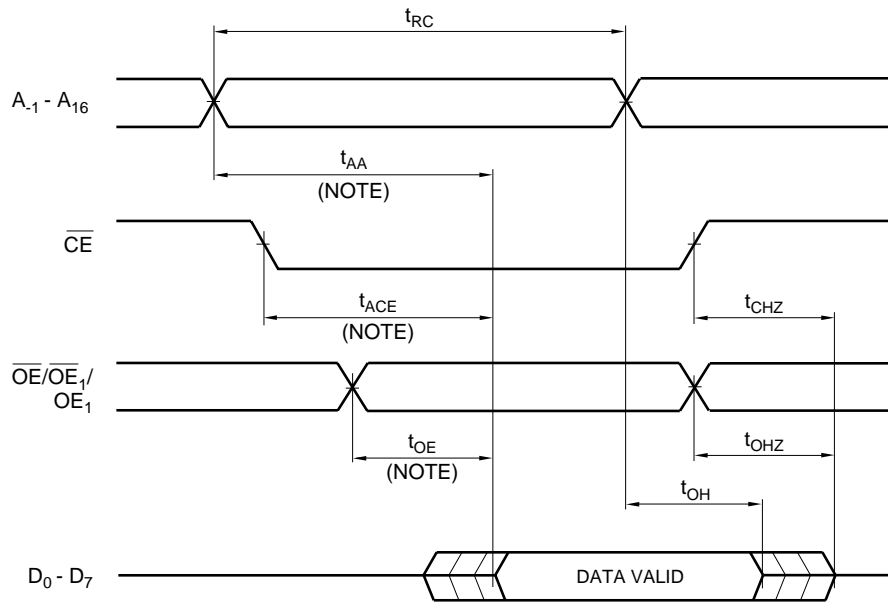 tRC
A-1 - A16
tAA
(NOTE)
CE
tACE
(NOTE)
tCHZ
OE/OE1/
OE1
tOE
(NOTE)
tOHZ
tOH
D0 - D7
DATA VALID